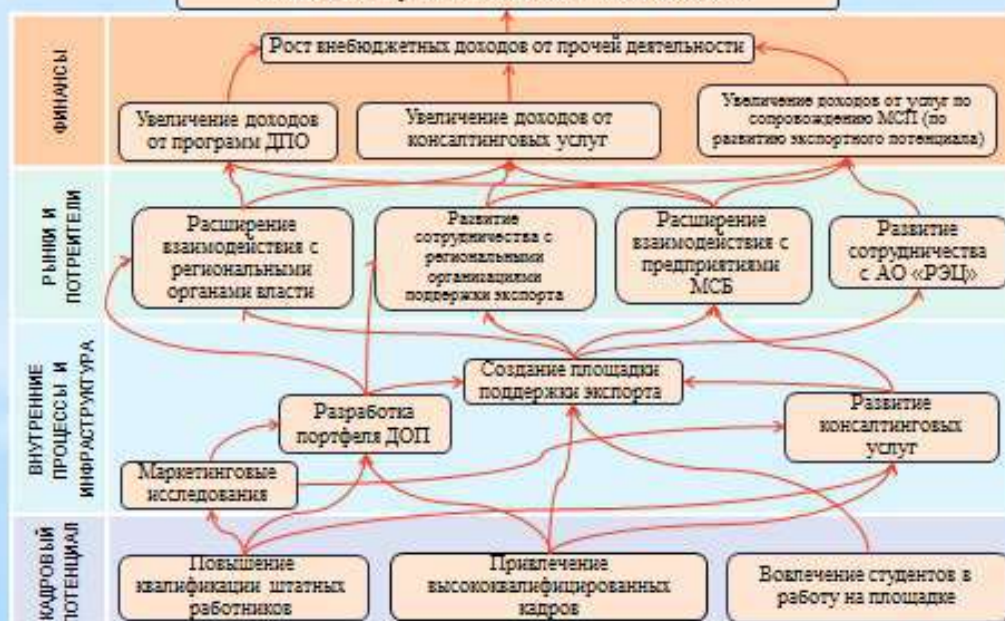 ФИНАНСЫ
Рост внебюджетных доходов от прочей деятельности
Увеличение доходов
от программ ДПО
Увеличение доходов от
консалтинговых услуг
Увеличение доходов от услуг по
сопровождению МСП (по
развитию экспортного потенциала)
РЫНКИ И
ПОТРЕБИТЕЛИ
Расширение
взаимодействия с
региональными
органами власти
Развитие
сотрудничества с
региональными
организациями
поддержки экспорта
Расширение
взаимодействия с
предприятиями
МСБ
Развитие
сотрудничества
с АО «РЭЦ»
ВНУТРЕННИЕ
ПРОЦЕССЫ И
ИНФРАСТРУКТУРА
Создание площадки
поддержки экспорта
Разработка
портфеля ДОП
Развитие
консалтинговых
услуг
Маркетинговые
исследования
КАДРОВЫЙ
ПОТЕНЦИАЛ
Повышение
квалификации штатных
работников
Привлечение
высококвалифицированных
кадров
Вовлечение студентов в
работу на площадке